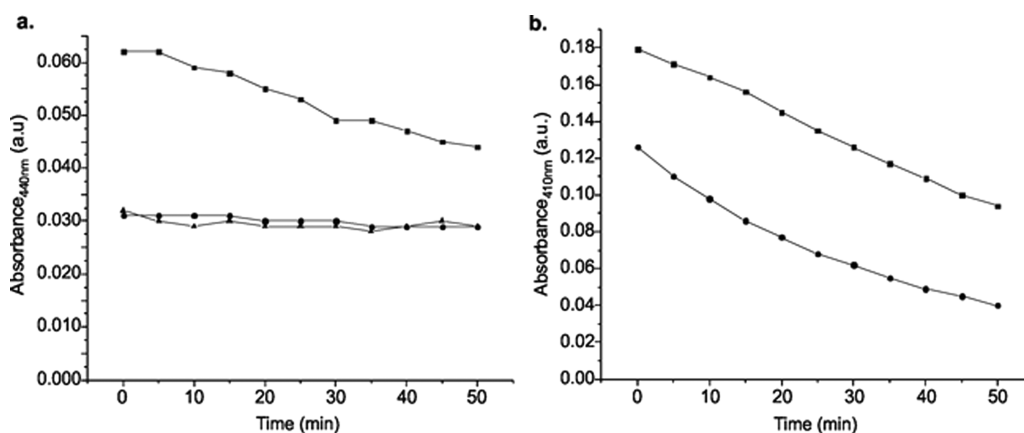 a.
Absorbance440nm (a.u)
0.060
0.050
0.040
0.030
0.020
0.010
0.000
0 10 20 30 40 50
Time (min)
b.
Absorbance410nm (a.u.)
0.18
0.16
0.14
0.12
0.10
0.08
0.06
0.04
0.02
0.00
0 10 20 30 40 50
Time (min)